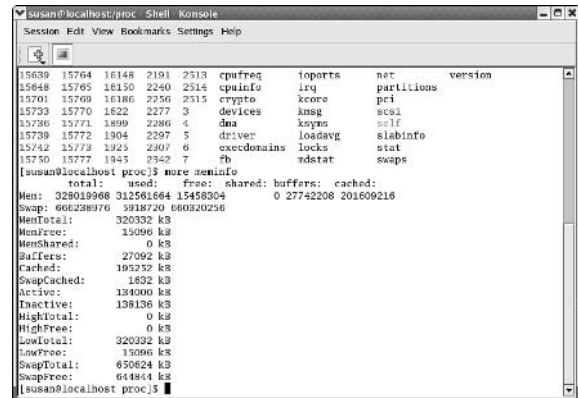 susan@localhost:/proc Shell Konsole
Session Edit View Bookmarks Settings Help
15639 15764 16148 2191 2513 cpufreq ioports net version
15648 15765 16150 2240 2514 cpuinfo irq partitions
15701 15769 16186 2256 2515 crypto kcore pci
15733 15770 1622 2277 3 devices kmsg scsi
15736 15771 1899 2286 4 dma ksyms self
15739 15772 1904 2297 5 driver loadavg slabinfo
15742 15773 1925 2307 6 execdomains locks stat
15750 15777 1945 2342 7 fb mdstat swaps
[susan@localhost proc]$ more meminfo
total: used: free: shared: buffers: cached:
Mem: 328019968 312561664 15458304 0 27742208 201609216
Swap: 666238976 5918720 660320256
MemTotal: 320332 kB
MemFree: 15096 kB
MemShared: 0 kB
Buffers: 27092 kB
Cached: 195252 kB
SwapCached: 1632 kB
Active: 134000 kB
Inactive: 138136 kB
HighTotal: 0 kB
HighFree: 0 kB
LowTotal: 320332 kB
LowFree: 15096 kB
SwapTotal: 650624 kB
SwapFree: 644844 kB
[susan@localhost proc]$